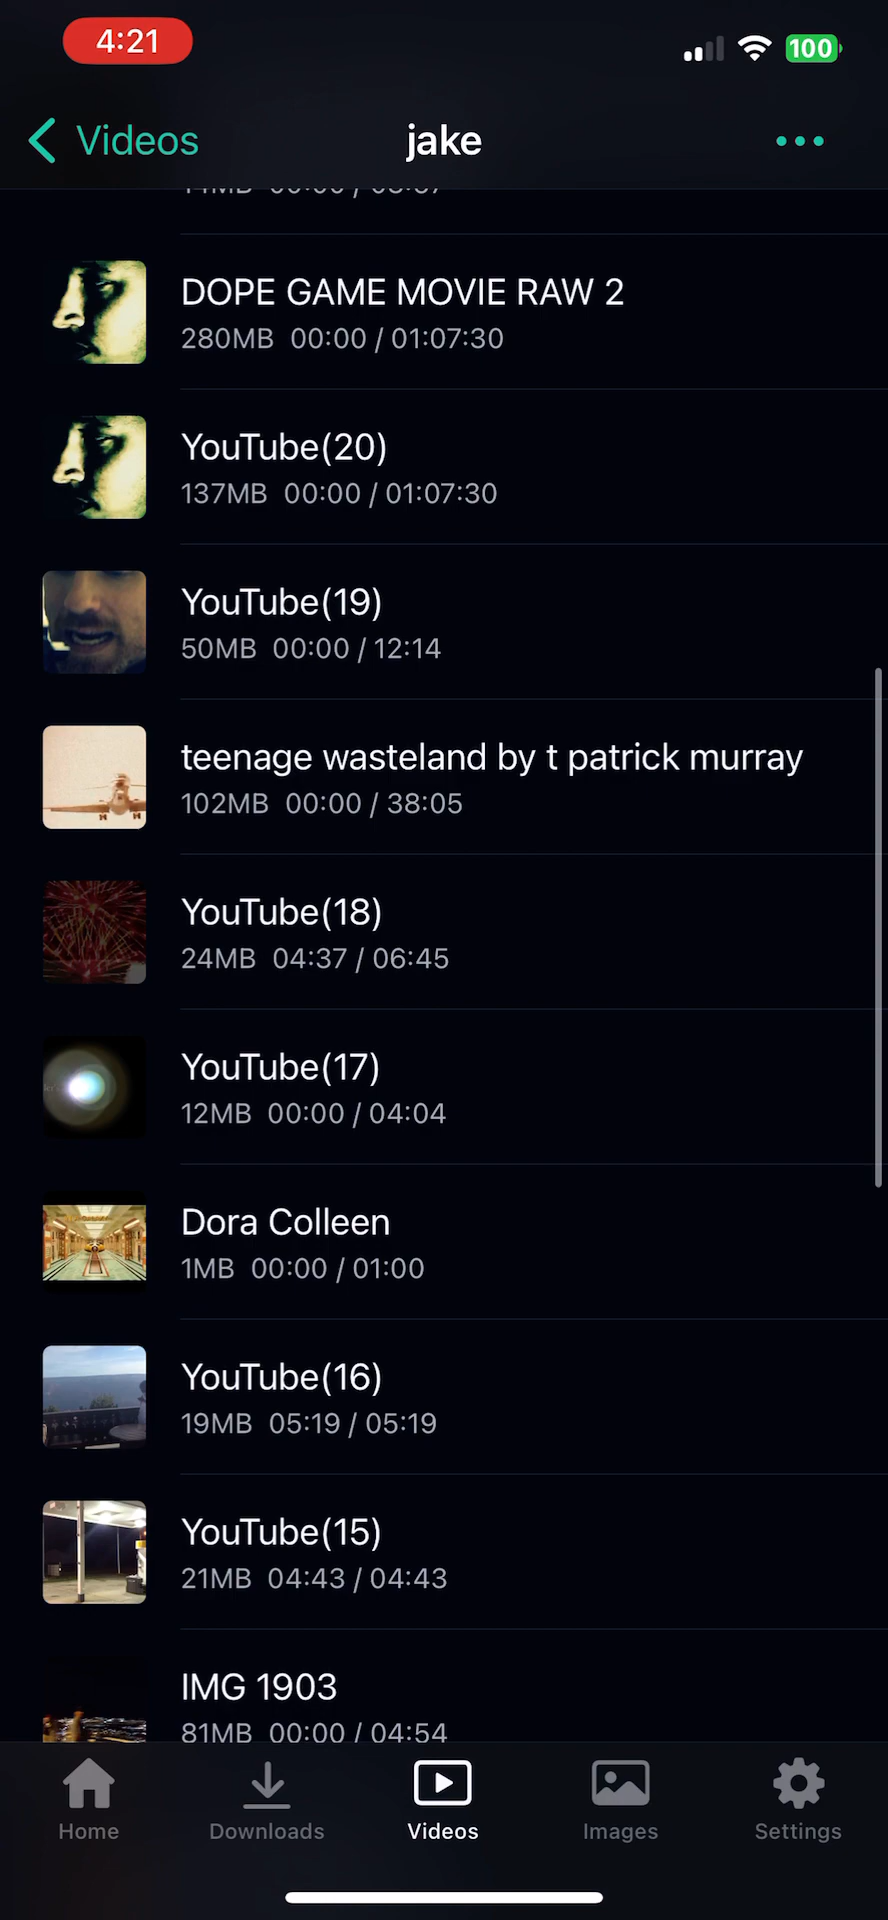 4:21
100
Videos
jake
DOPE GAME MOVIE RAW 2
280MB 00:00 / 01:07:30
YouTube(20)
137MB 00:00 / 01:07:30
YouTube(19)
50MB 00:00 / 12:14
teenage wasteland by t patrick murray
102MB 00:00 / 38:05
YouTube(18)
24MB 04:37 / 06:45
YouTube(17)
12MB 00:00 / 04:04
Dora Colleen
1MB 00:00 / 01:00
YouTube(16)
19MB 05:19 / 05:19
YouTube(15)
21MB 04:43 / 04:43
IMG 1903
81MB 00:00 / 04:54
Home
Downloads
Videos
Images
Settings